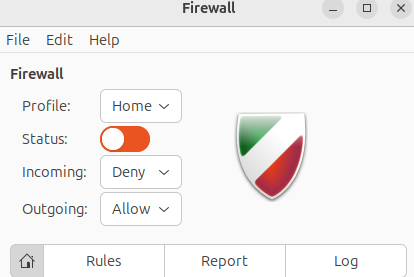 Firewall
File Edit Help
Firewall
Profile: Home
Status:
Incoming: Deny
Outgoing: Allow
Rules Report Log